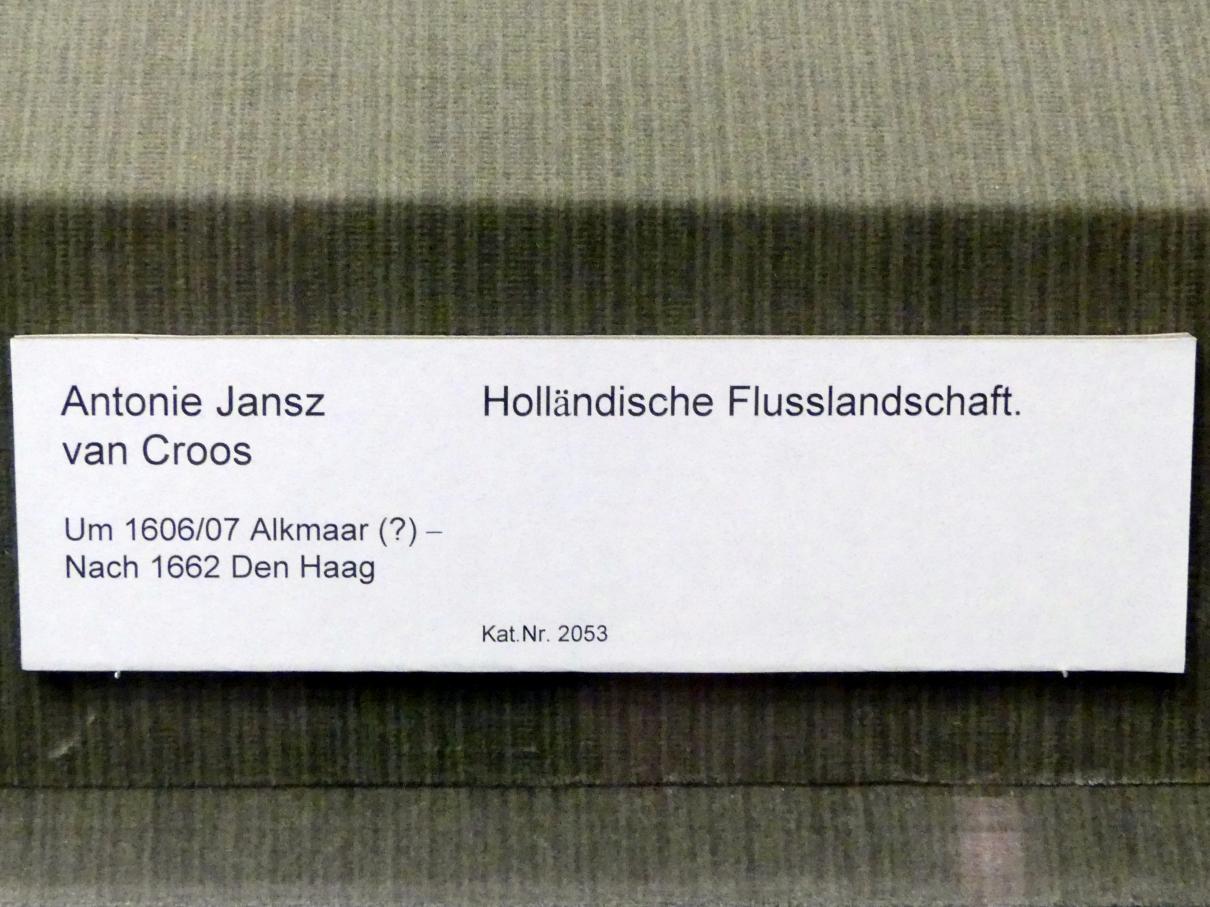 Antonie Jansz
van Croos
Um 1606/07 Alkmaar (?) –
Nach 1662 Den Haag
Holländische Flusslandschaft.
Kat.Nr. 2053